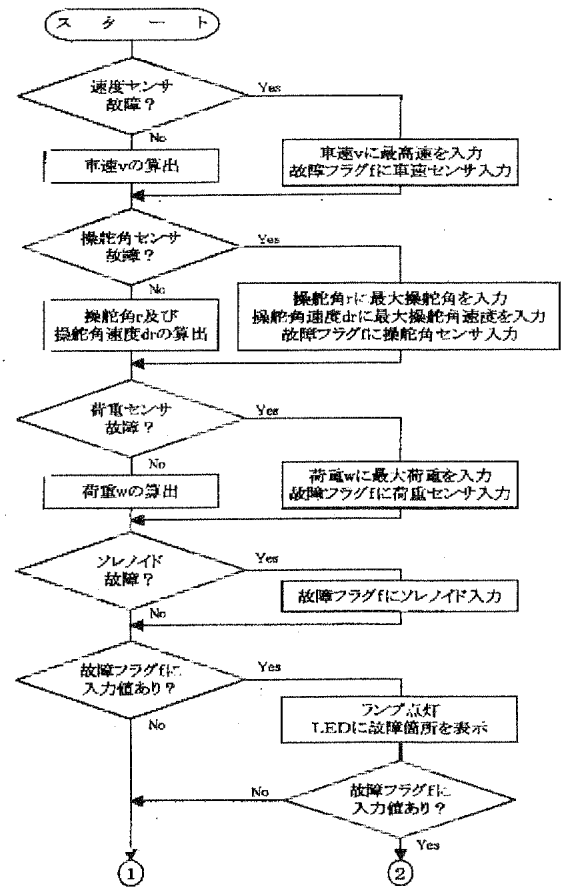 スタート
速度センサ
故障？
Yes
No
車速vの算出
車速vに最高速を入力
故障フラグfに車速センサ入力
操舵角センサ
故障？
Yes
No
操舵角r及び
操舵角速度drの算出
操舵角rに最大操舵角を入力
操舵角速度drに最大操舵角速度を入力
故障フラグfに操舵角センサ入力
荷重センサ
故障？
Yes
No
荷重wの算出
荷重wに最大荷重を入力
故障フラグfに荷重センサ入力
ソレノイド
故障？
Yes
No
故障フラグfにソレノイド入力
故障フラグfに
入力値あり？
Yes
No
ランプ点灯
LEDに故障箇所を表示
故障フラグfに
入力値あり？
No
Yes
1
2